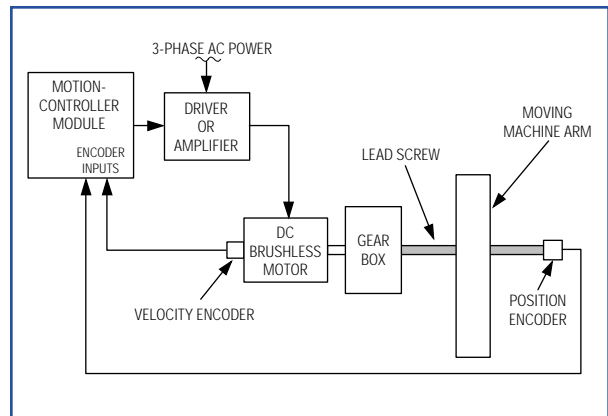 3-PHASE AC POWER
MOTION-
CONTROLLER
MODULE
ENCODER
INPUTS
DRIVER
OR
AMPLIFIER
MOVING
MACHINE ARM
LEAD SCREW
DC
BRUSHLESS
MOTOR
GEAR
BOX
VELOCITY ENCODER
POSITION
ENCODER